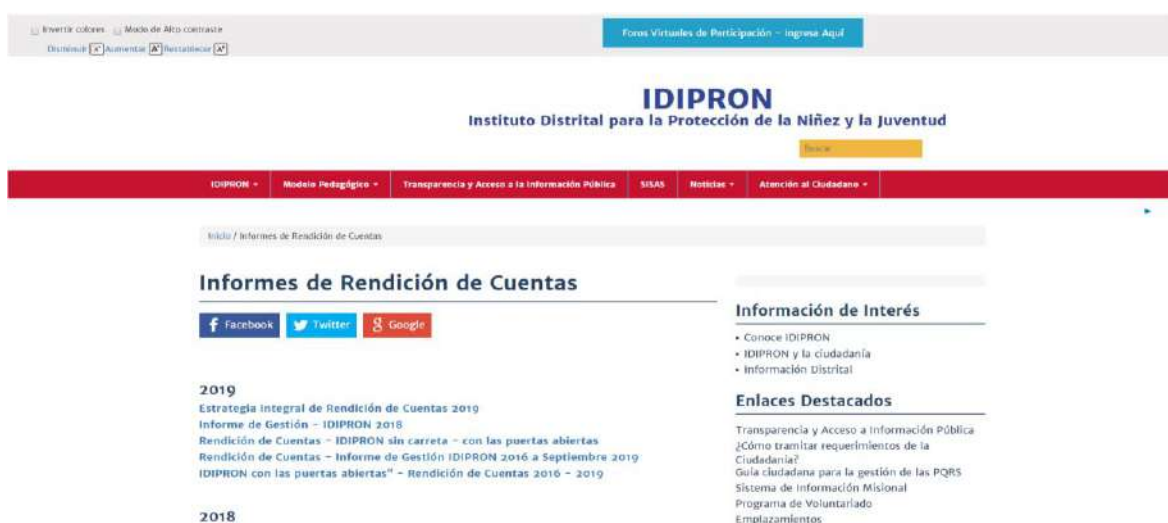 Invertir colores Modo de Alto contraste
Disminuir A Aumentar A Restablecer A
Foros Virtuales de Participación – Ingresa Aquí
IDIPRON
Instituto Distrital para la Protección de la Niñez y la Juventud
Buscar
IDIPRON Modelo Pedagógico Transparencia y Acceso a la Información Pública SISAS Noticias Atención al Ciudadano
Inicio / Informes de Rendición de Cuentas
Informes de Rendición de Cuentas
Facebook Twitter Google
2019
Estrategia Integral de Rendición de Cuentas 2019
Informe de Gestión – IDIPRON 2018
Rendición de Cuentas – IDIPRON sin carreta – con las puertas abiertas
Rendición de Cuentas – Informe de Gestión IDIPRON 2016 a Septiembre 2019
IDIPRON con las puertas abiertas" – Rendición de Cuentas 2016 – 2019
2018
Información de Interés
• Conoce IDIPRON
• IDIPRON y la ciudadanía
• Información Distrital
Enlaces Destacados
Transparencia y Acceso a Información Pública
¿Cómo tramitar requerimientos de la
Ciudadanía?
Guía ciudadana para la gestión de las PQRS
Sistema de Información Misional
Programa de Voluntariado
Emplazamientos